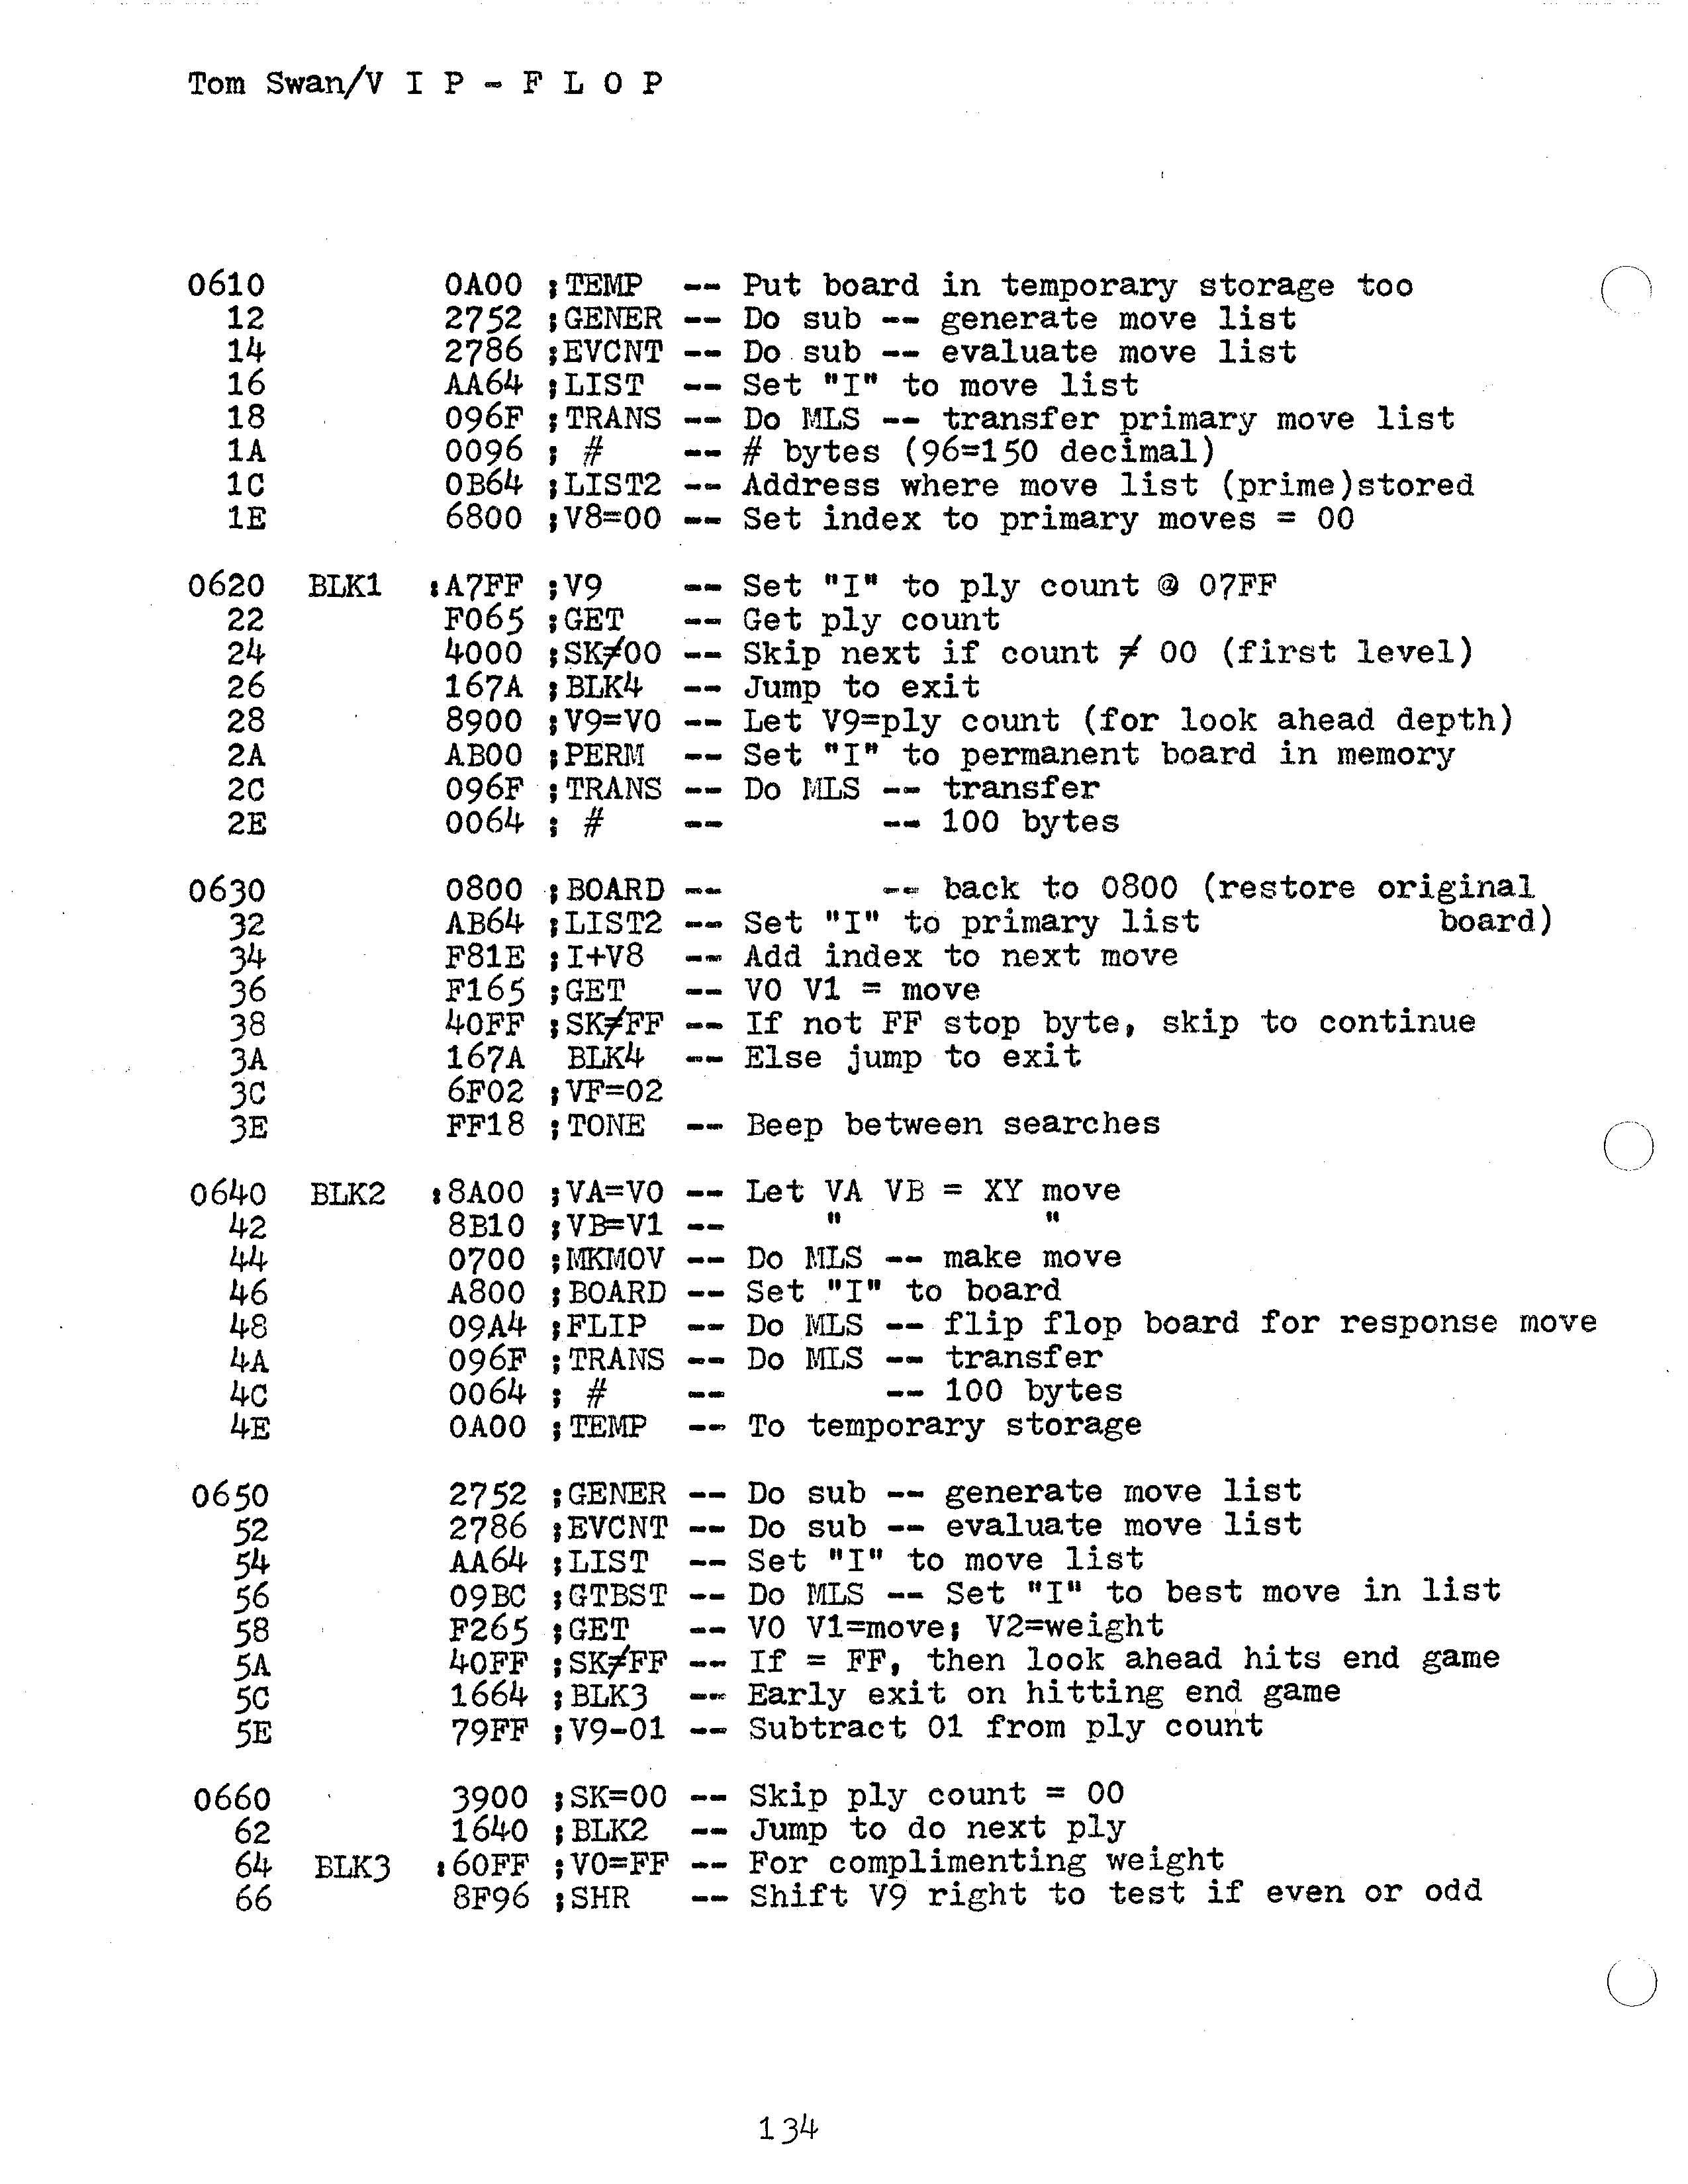 Tom Swan/V I P - F L O P
0610 0A00 ;TEMP -- Put board in temporary storage too
12 2752 ;GENER -- Do sub -- generate move list
14 2786 ;EVCNT -- Do sub -- evaluate move list
16 AA64 ;LIST -- Set "I" to move list
18 096F ;TRANS -- Do MLS -- transfer primary move list
1A 0096 ; # -- # bytes (96=150 decimal)
1C 0B64 ;LIST2 -- Address where move list (prime)stored
1E 6800 ;V8=00 -- Set index to primary moves = 00
0620 BLK1 :A7FF ;V9 -- Set "I" to ply count @ 07FF
22 F065 ;GET -- Get ply count
24 4000 ;SK≠00 -- Skip next if count ≠ 00 (first level)
26 167A ;BLK4 -- Jump to exit
28 8900 ;V9=V0 -- Let V9=ply count (for look ahead depth)
2A AB00 ;PERM -- Set "I" to permanent board in memory
2C 096F ;TRANS -- Do MLS -- transfer
2E 0064 ; # -- -- 100 bytes
0630 0800 ;BOARD -- -- back to 0800 (restore original
32 AB64 ;LIST2 -- Set "I" to primary list board)
34 F81E ;I+V8 -- Add index to next move
36 F165 ;GET -- V0 V1 = move
38 40FF ;SK≠FF -- If not FF stop byte, skip to continue
3A 167A BLK4 -- Else jump to exit
3C 6F02 ;VF=02
3E FF18 ;TONE -- Beep between searches
0640 BLK2 :8A00 ;VA=V0 -- Let VA VB = XY move
42 8B10 ;VB=V1 -- " "
44 0700 ;MKMOV -- Do MLS -- make move
46 A800 ;BOARD -- Set "I" to board
48 09A4 ;FLIP -- Do MLS -- flip flop board for response move
4A 096F ;TRANS -- Do MLS -- transfer
4C 0064 ; # -- -- 100 bytes
4E 0A00 ;TEMP -- To temporary storage
0650 2752 ;GENER -- Do sub -- generate move list
52 2786 ;EVCNT -- Do sub -- evaluate move list
54 AA64 ;LIST -- Set "I" to move list
56 09BC ;GTBST -- Do MLS -- Set "I" to best move in list
58 F265 ;GET -- V0 V1=move; V2=weight
5A 40FF ;SK≠FF -- If = FF, then look ahead hits end game
5C 1664 ;BLK3 -- Early exit on hitting end game
5E 79FF ;V9-01 -- Subtract 01 from ply count
0660 3900 ;SK=00 -- Skip ply count = 00
62 1640 ;BLK2 -- Jump to do next ply
64 BLK3 :60FF ;V0=FF -- For complimenting weight
66 8F96 ;SHR -- Shift V9 right to test if even or odd
134